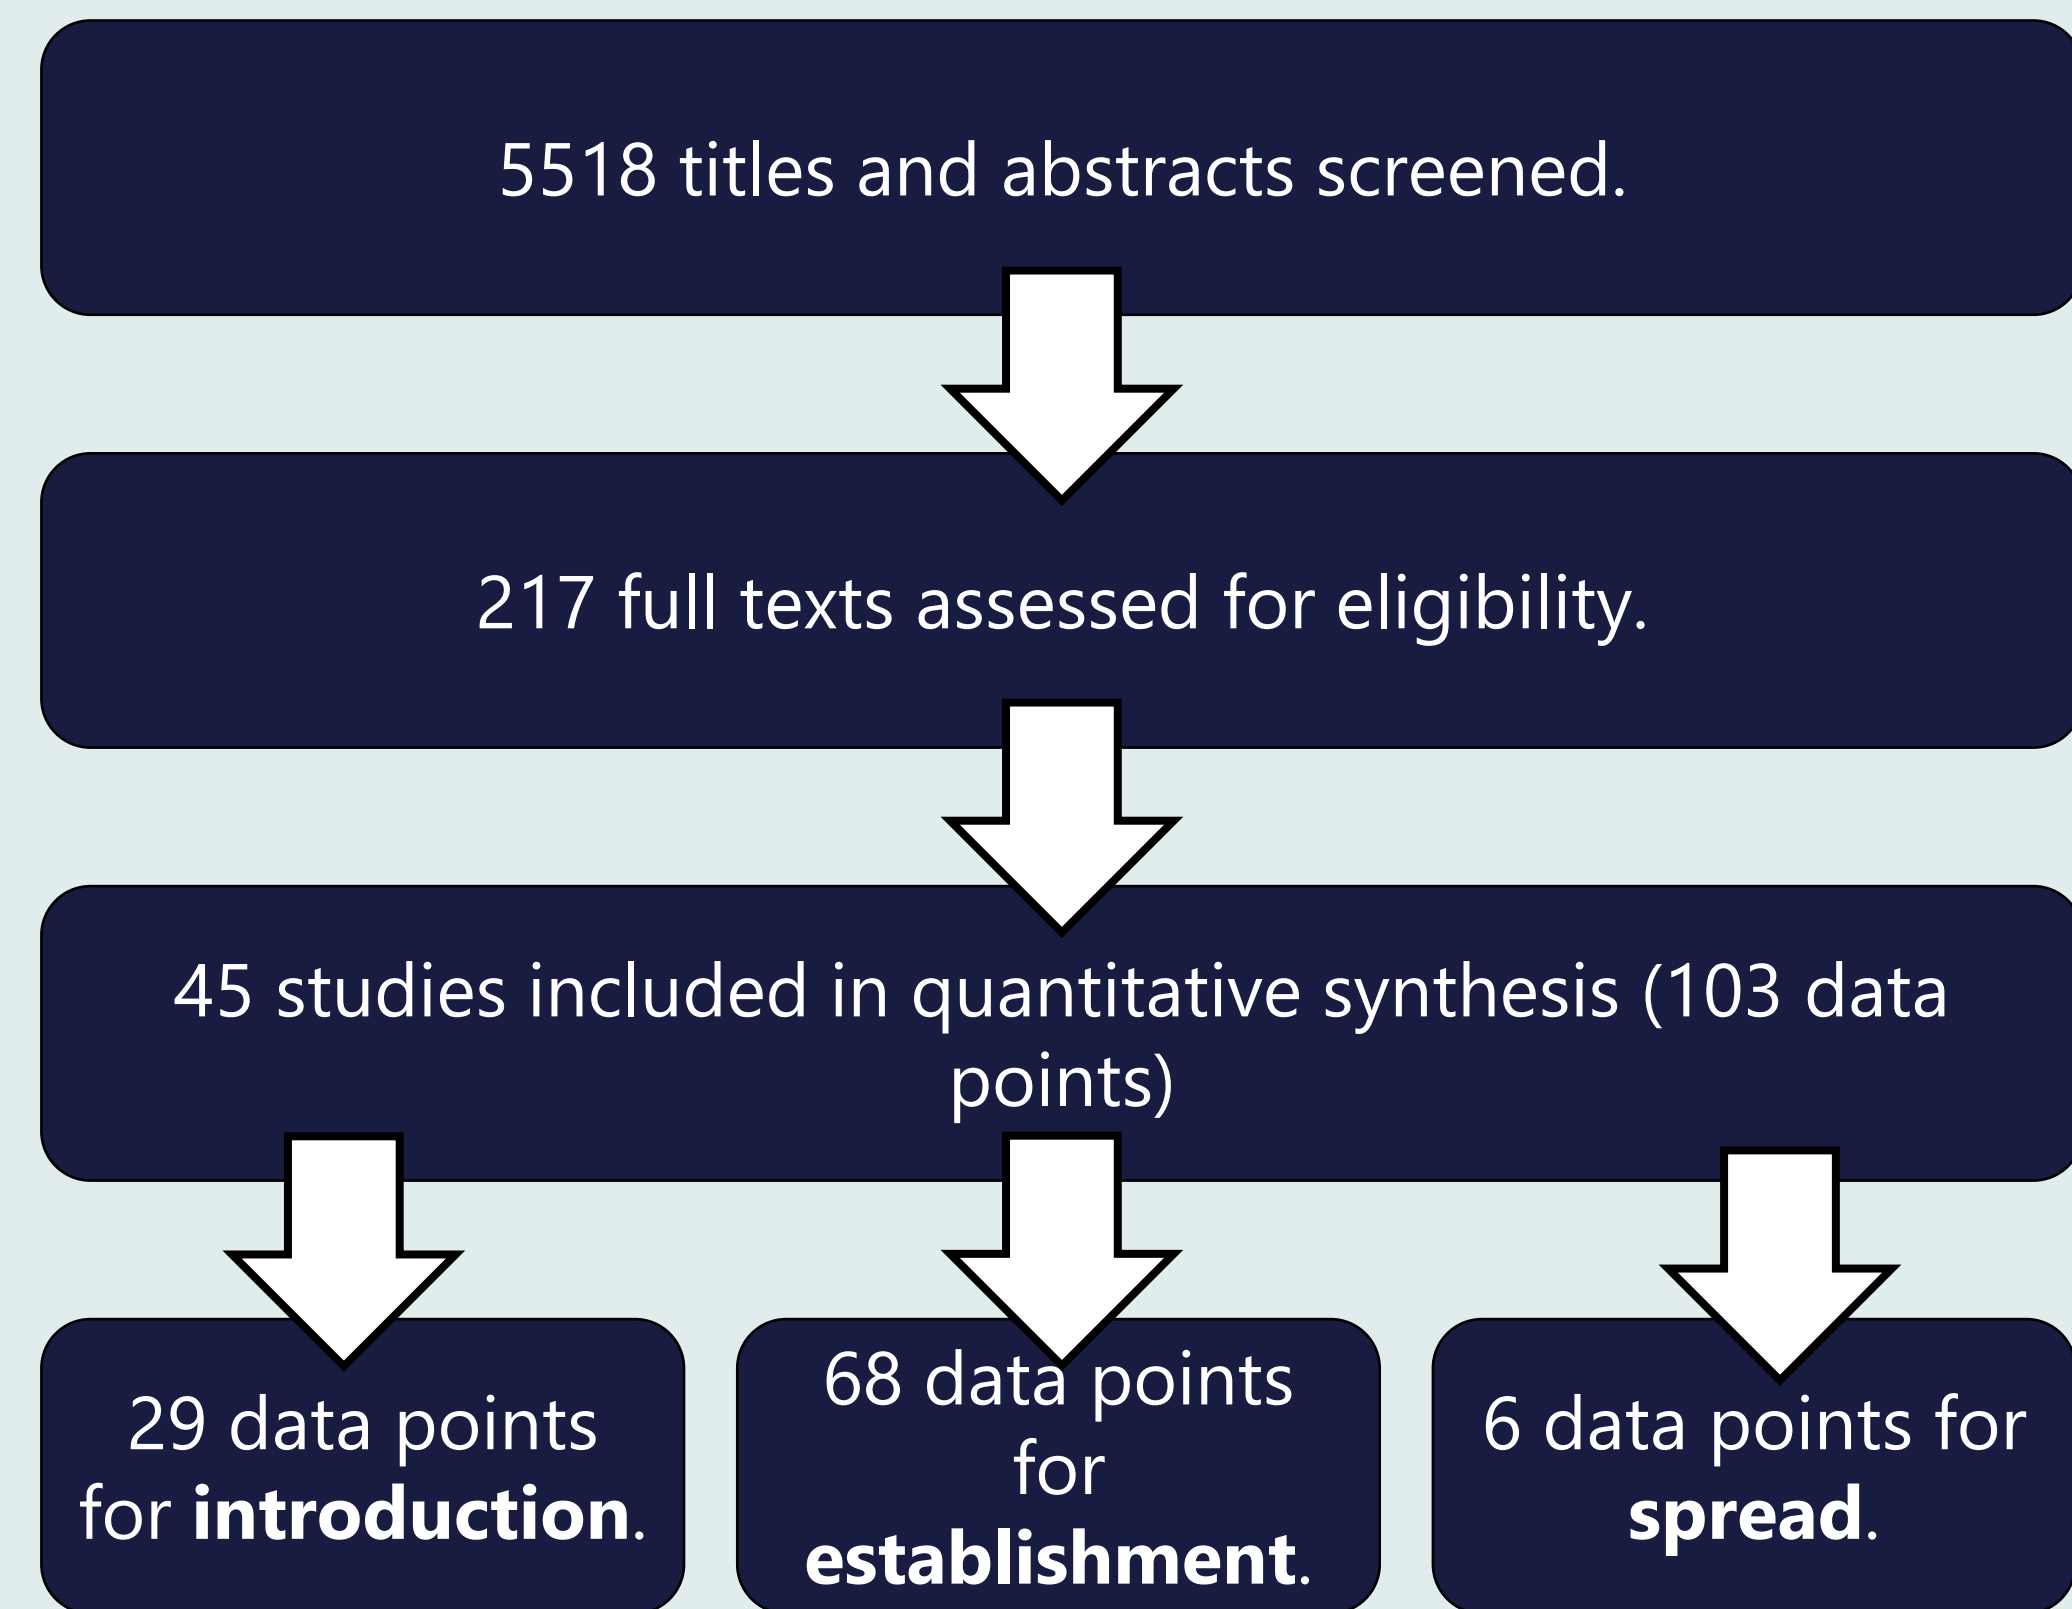 5518 titles and abstracts screened.
217 full texts assessed for eligibility.
45 studies included in quantitative synthesis (103 data
points)
29 data points
for introduction.
68 data points
for
establishment.
6 data points for
spread.